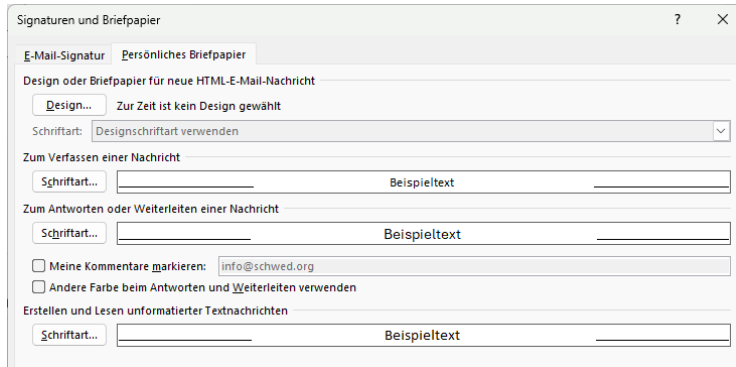 Signaturen und Briefpapier
E-Mail-Signatur Persönliches Briefpapier
Design oder Briefpapier für neue HTML-E-Mail-Nachricht
Design... Zur Zeit ist kein Design gewählt
Schriftart: Designschriftart verwenden
Zum Verfassen einer Nachricht
Schriftart... Beispieltext
Zum Antworten oder Weiterleiten einer Nachricht
Schriftart... Beispieltext
Meine Kommentare markieren: info@schwed.org
Andere Farbe beim Antworten und Weiterleiten verwenden
Erstellen und Lesen unformatierter Textnachrichten
Schriftart... Beispieltext